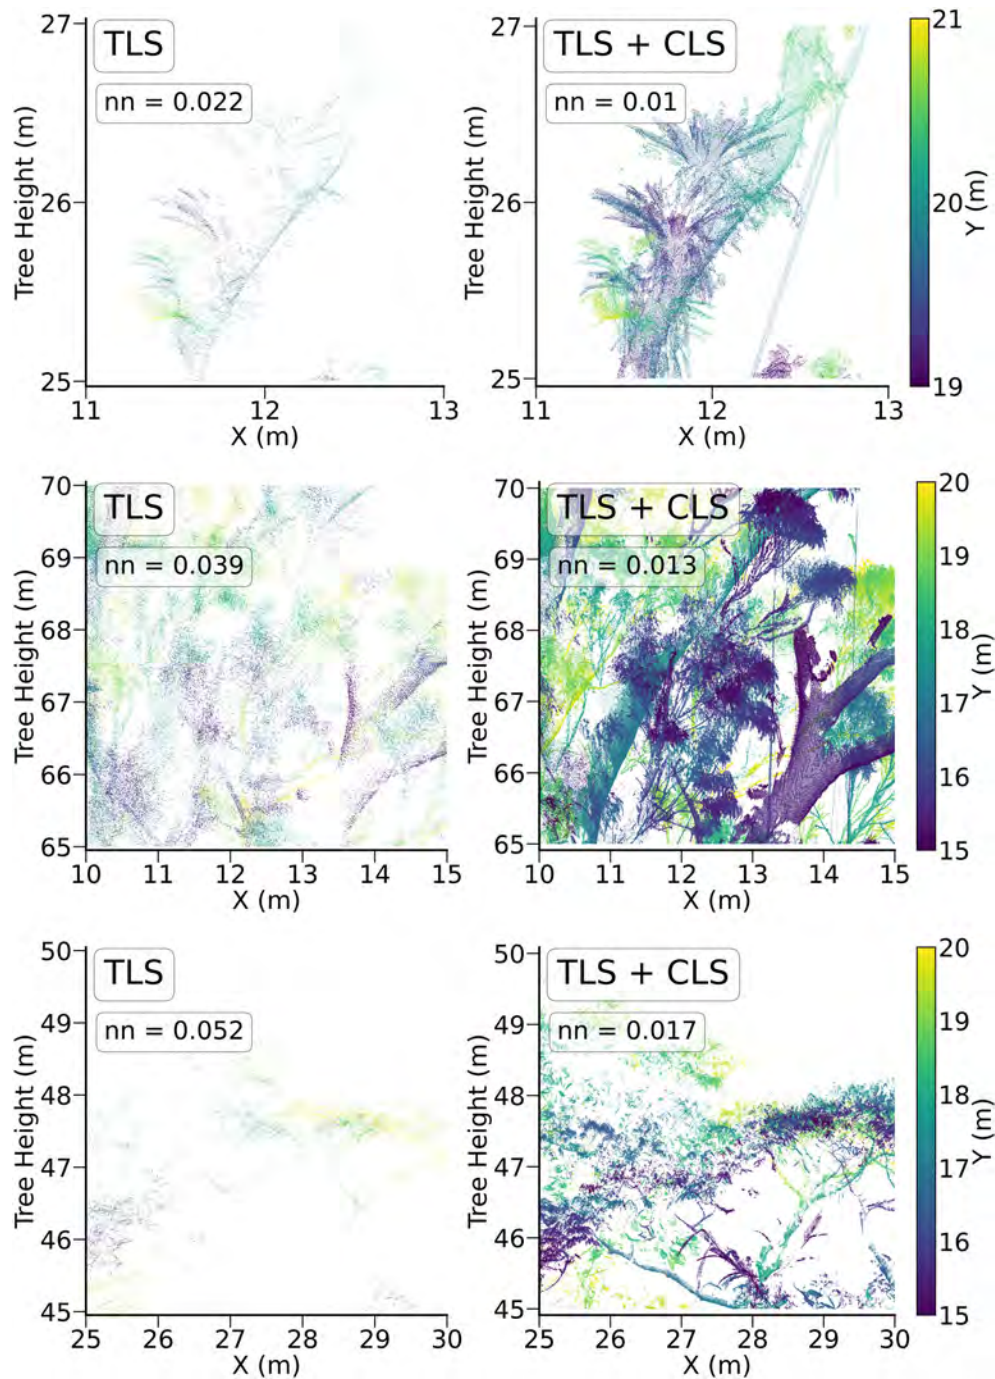 TLS
nn = 0.022
27
26
25
Tree Height (m)
11 12 13
X (m)
TLS + CLS
nn = 0.01
27
26
25
Tree Height (m)
11 12 13
X (m)
21
20
19
Y (m)
TLS
nn = 0.039
70
69
68
67
66
65
Tree Height (m)
10 11 12 13 14 15
X (m)
TLS + CLS
nn = 0.013
70
69
68
67
66
65
Tree Height (m)
10 11 12 13 14 15
X (m)
20
19
18
17
16
15
Y (m)
TLS
nn = 0.052
50
49
48
47
46
45
Tree Height (m)
25 26 27 28 29 30
X (m)
TLS + CLS
nn = 0.017
50
49
48
47
46
45
Tree Height (m)
25 26 27 28 29 30
X (m)
20
19
18
17
16
15
Y (m)